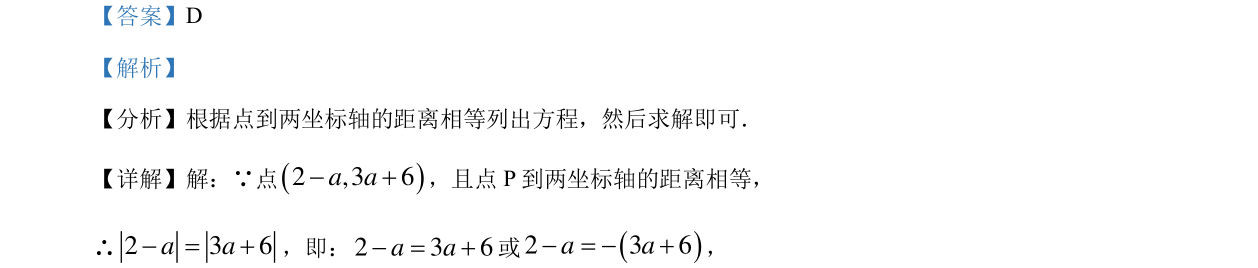 【答案】D
【解析】
【分析】根据点到两坐标轴的距离相等列出方程，然后求解即可．
【详解】解：∵点(2−a,3a+6)，且点 P 到两坐标轴的距离相等，
∴|2−a|=|3a+6|，即：2−a=3a+6或2−a=−(3a+6)，